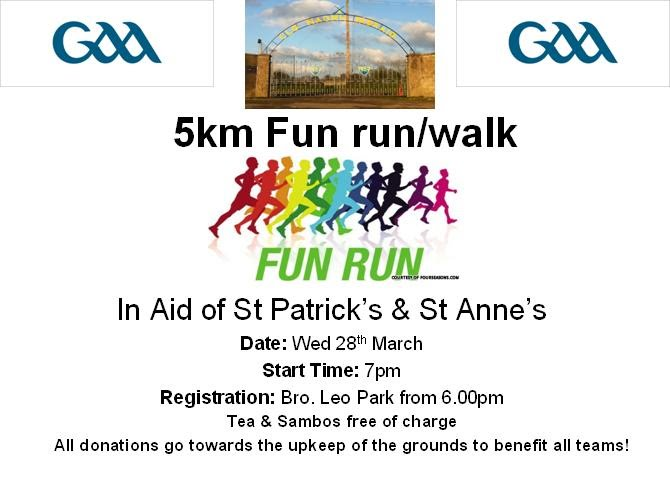 GAA
GAA
5km Fun run/walk
FUN RUN
COURTESY OF FOURSEASONS.COM
In Aid of St Patrick's & St Anne's
Date: Wed 28th March
Start Time: 7pm
Registration: Bro. Leo Park from 6.00pm
Tea & Sambos free of charge
All donations go towards the upkeep of the grounds to benefit all teams!